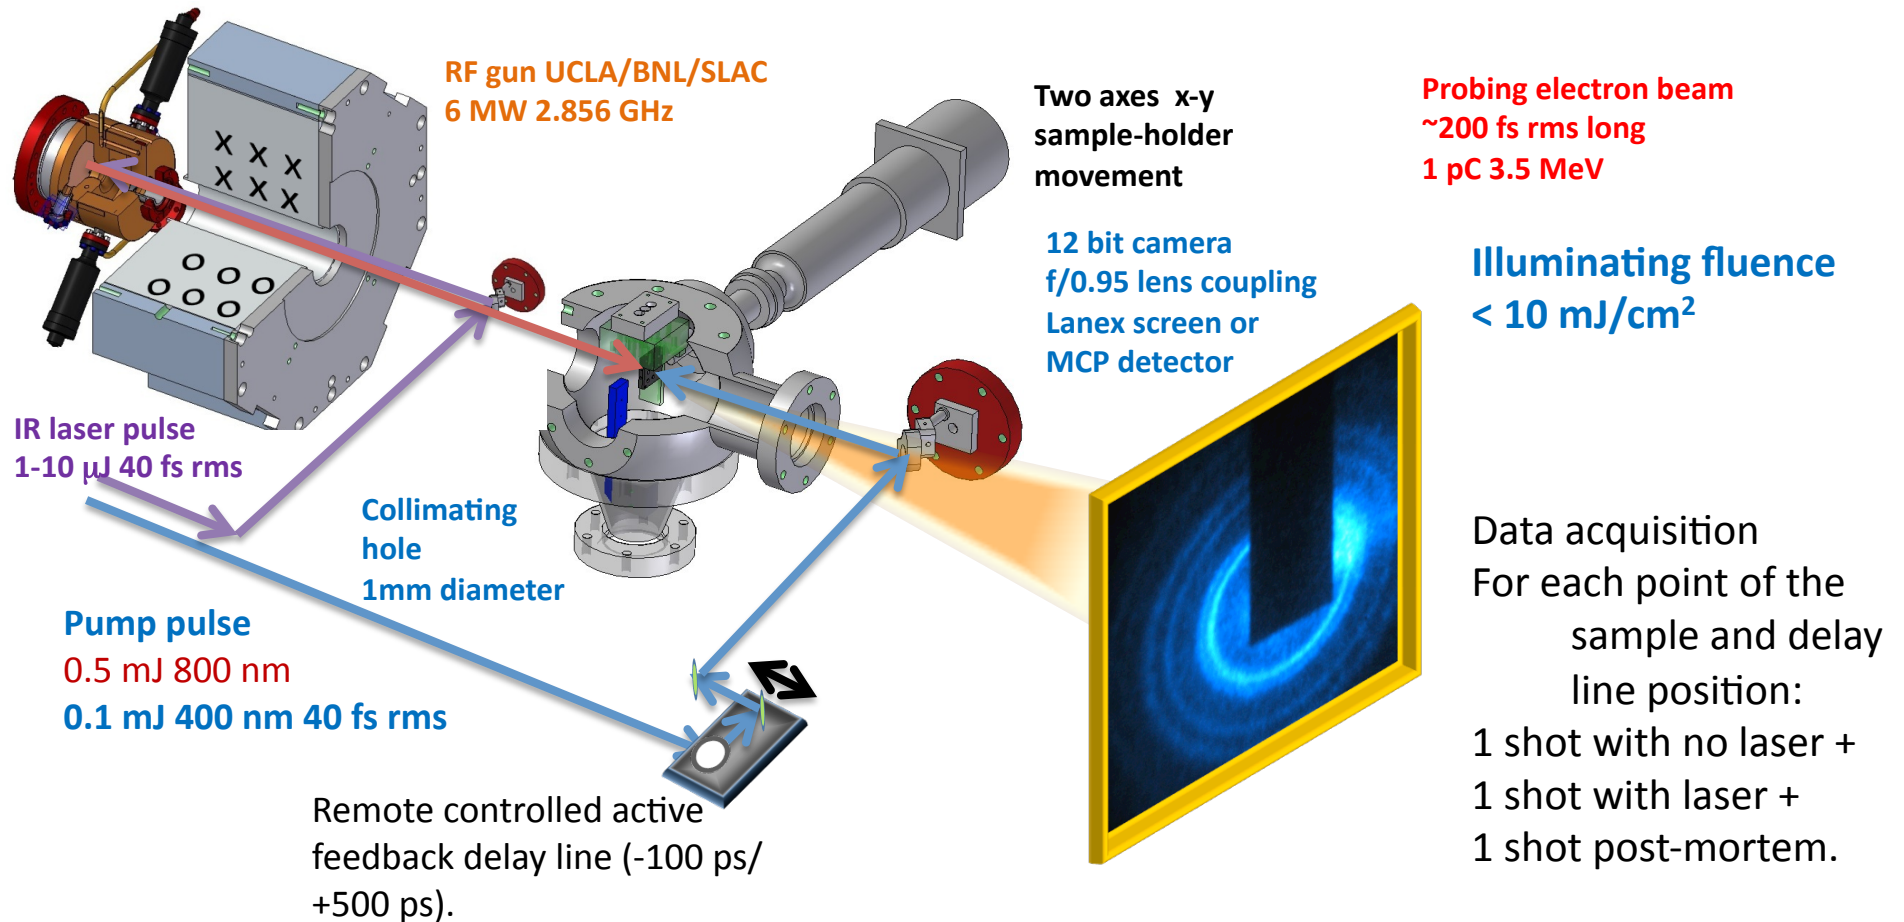 RF gun UCLA/BNL/SLAC
6 MW 2.856 GHz
Two axes x-y
sample-holder
movement
Probing electron beam
~200 fs rms long
1 pC 3.5 MeV
X X X
X X X
O O O
O O O
12 bit camera
f/0.95 lens coupling
Lanex screen or
MCP detector
Illuminating fluence
< 10 mJ/cm²
IR laser pulse
1-10 μJ 40 fs rms
Collimating
hole
1mm diameter
Pump pulse
0.5 mJ 800 nm
0.1 mJ 400 nm 40 fs rms
Remote controlled active
feedback delay line (-100 ps/
+500 ps).
Data acquisition
For each point of the
sample and delay
line position:
1 shot with no laser +
1 shot with laser +
1 shot post-mortem.